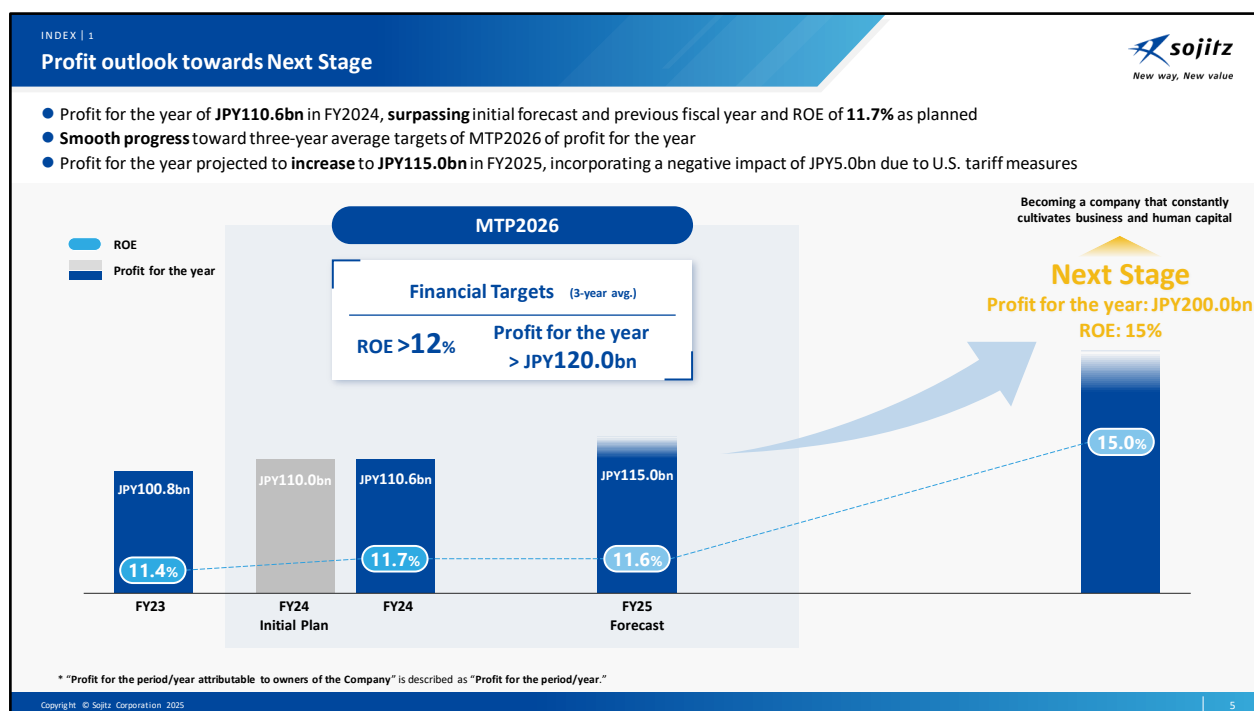 INDEX | 1
Profit outlook towards Next Stage
sojitz
New way, New value
● Profit for the year of JPY110.6bn in FY2024, surpassing initial forecast and previous fiscal year and ROE of 11.7% as planned
● Smooth progress toward three-year average targets of MTP2026 of profit for the year
● Profit for the year projected to increase to JPY115.0bn in FY2025, incorporating a negative impact of JPY5.0bn due to U.S. tariff measures
ROE
Profit for the year
MTP2026
Financial Targets (3-year avg.)
ROE >12%
Profit for the year
> JPY120.0bn
Becoming a company that constantly
cultivates business and human capital
Next Stage
Profit for the year: JPY200.0bn
ROE: 15%
JPY100.8bn
JPY110.0bn
JPY110.6bn
JPY115.0bn
11.4%
11.7%
11.6%
15.0%
FY23
FY24
Initial Plan
FY24
FY25
Forecast
* "Profit for the period/year attributable to owners of the Company" is described as "Profit for the period/year."
Copyright © Sojitz Corporation 2025
5